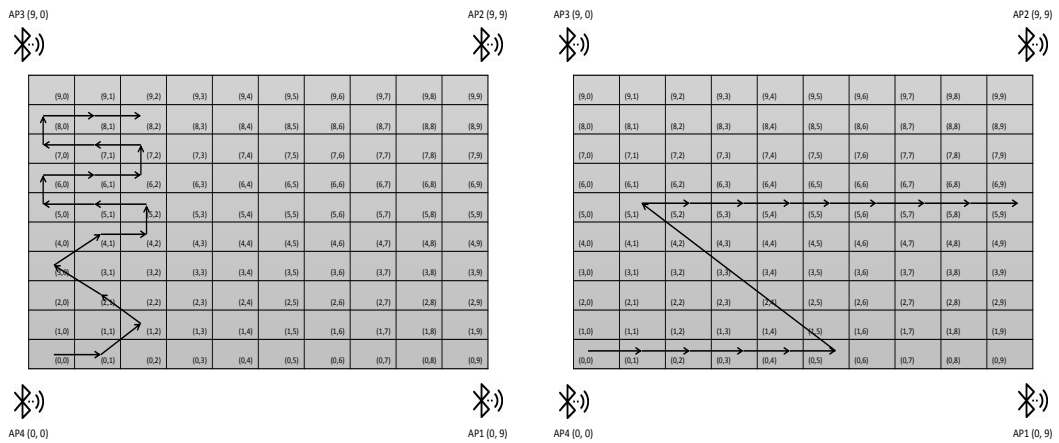 AP3 (9, 0) AP2 (9, 9)
(9,0) (9,1) (9,2) (9,3) (9,4) (9,5) (9,6) (9,7) (9,8) (9,9)
(8,0) (8,1) (8,2) (8,3) (8,4) (8,5) (8,6) (8,7) (8,8) (8,9)
(7,0) (7,1) (7,2) (7,3) (7,4) (7,5) (7,6) (7,7) (7,8) (7,9)
(6,0) (6,1) (6,2) (6,3) (6,4) (6,5) (6,6) (6,7) (6,8) (6,9)
(5,0) (5,1) (5,2) (5,3) (5,4) (5,5) (5,6) (5,7) (5,8) (5,9)
(4,0) (4,1) (4,2) (4,3) (4,4) (4,5) (4,6) (4,7) (4,8) (4,9)
(3,0) (3,1) (3,2) (3,3) (3,4) (3,5) (3,6) (3,7) (3,8) (3,9)
(2,0) (2,1) (2,2) (2,3) (2,4) (2,5) (2,6) (2,7) (2,8) (2,9)
(1,0) (1,1) (1,2) (1,3) (1,4) (1,5) (1,6) (1,7) (1,8) (1,9)
(0,0) (0,1) (0,2) (0,3) (0,4) (0,5) (0,6) (0,7) (0,8) (0,9)
AP4 (0, 0) AP1 (0, 9)
AP3 (9, 0) AP2 (9, 9)
(9,0) (9,1) (9,2) (9,3) (9,4) (9,5) (9,6) (9,7) (9,8) (9,9)
(8,0) (8,1) (8,2) (8,3) (8,4) (8,5) (8,6) (8,7) (8,8) (8,9)
(7,0) (7,1) (7,2) (7,3) (7,4) (7,5) (7,6) (7,7) (7,8) (7,9)
(6,0) (6,1) (6,2) (6,3) (6,4) (6,5) (6,6) (6,7) (6,8) (6,9)
(5,0) (5,1) (5,2) (5,3) (5,4) (5,5) (5,6) (5,7) (5,8) (5,9)
(4,0) (4,1) (4,2) (4,3) (4,4) (4,5) (4,6) (4,7) (4,8) (4,9)
(3,0) (3,1) (3,2) (3,3) (3,4) (3,5) (3,6) (3,7) (3,8) (3,9)
(2,0) (2,1) (2,2) (2,3) (2,4) (2,5) (2,6) (2,7) (2,8) (2,9)
(1,0) (1,1) (1,2) (1,3) (1,4) (1,5) (1,6) (1,7) (1,8) (1,9)
(0,0) (0,1) (0,2) (0,3) (0,4) (0,5) (0,6) (0,7) (0,8) (0,9)
AP4 (0, 0) AP1 (0, 9)